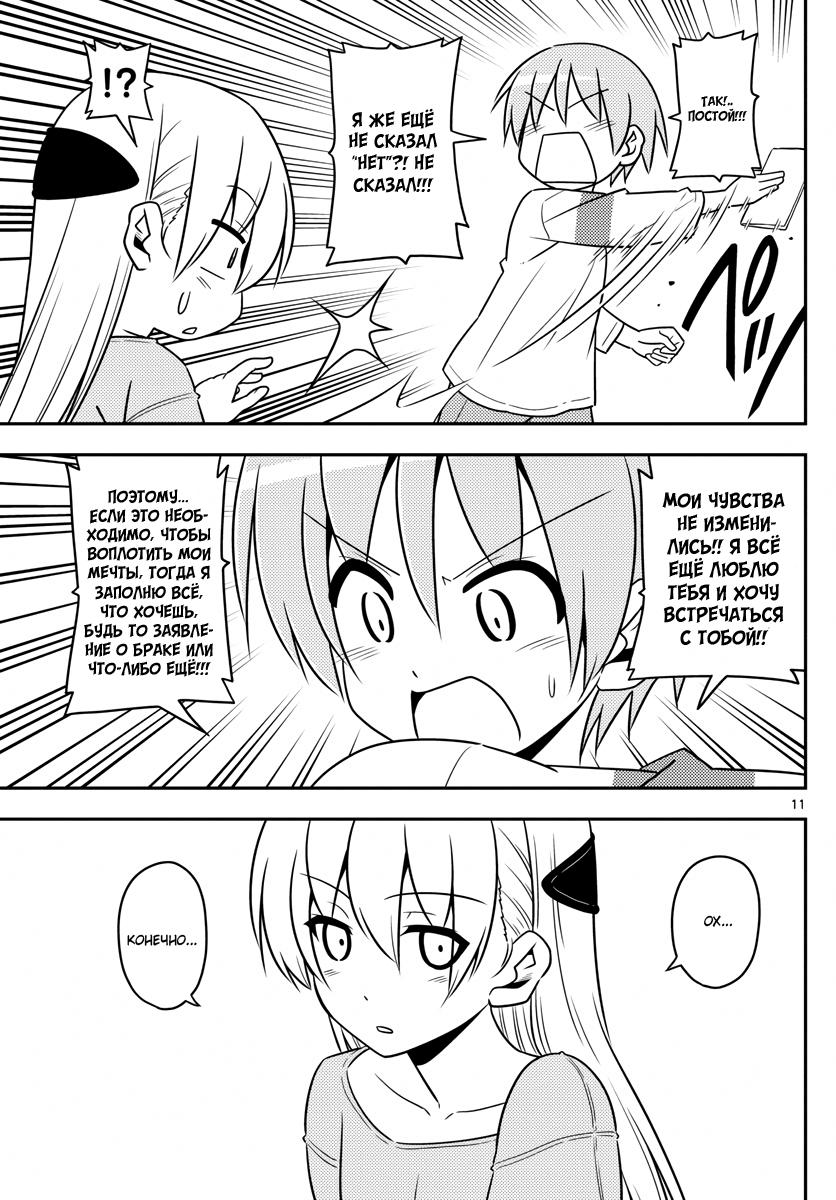 ТАК!..
ПОСТОЙ!!!
Я ЖЕ ЕЩЁ
НЕ СКАЗАЛ
"НЕТ"?! НЕ
СКАЗАЛ!!!
!?
パシ
МОИ ЧУВСТВА
НЕ ИЗМЕНИ-
ЛИСЬ!! Я ВСЁ
ЕЩЁ ЛЮБЛЮ
ТЕБЯ И ХОЧУ
ВСТРЕЧАТЬСЯ
С ТОБОЙ!!
ПОЭТОМУ...
ЕСЛИ ЭТО НЕОБ-
ХОДИМО, ЧТОБЫ
ВОПЛОТИТЬ МОИ
МЕЧТЫ, ТОГДА Я
ЗАПОЛНЮ ВСЁ,
ЧТО ХОЧЕШЬ,
БУДЬ ТО ЗАЯВЛЕ-
НИЕ О БРАКЕ ИЛИ
ЧТО-ЛИБО ЕЩЁ!!!
11
ОХ...
КОНЕЧНО...